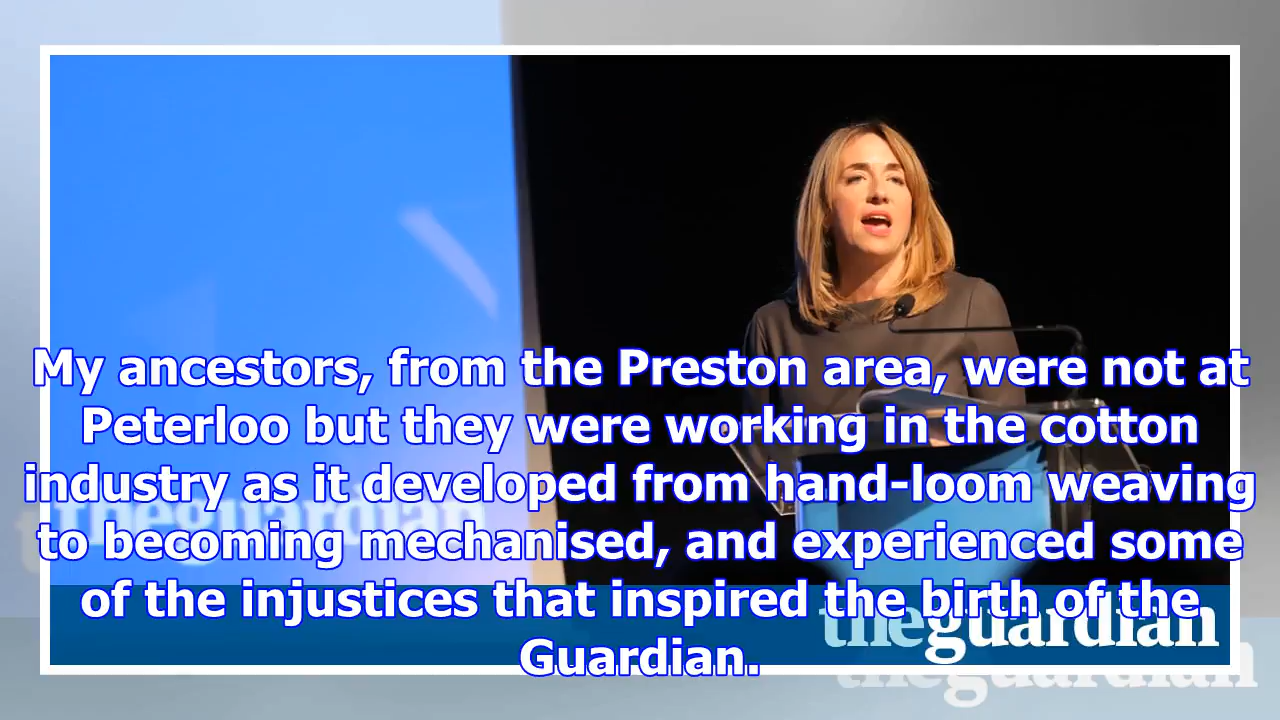 My ancestors, from the Preston area, were not at
Peterloo but they were working in the cotton
industry as it developed from hand-loom weaving
to becoming mechanised, and experienced some
of the injustices that inspired the birth of the
Guardian.
theguardian
theguardian
theguardian